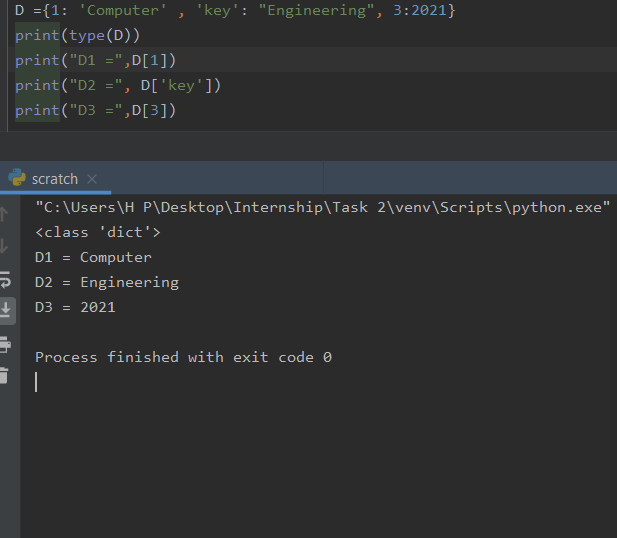 D ={1: 'Computer' , 'key': "Engineering", 3:2021}
print(type(D))
print("D1 =",D[1])
print("D2 =", D['key'])
print("D3 =",D[3])
scratch ×
"C:\Users\H P\Desktop\Internship\Task 2\venv\Scripts\python.exe"
<class 'dict'>
D1 = Computer
D2 = Engineering
D3 = 2021
Process finished with exit code 0